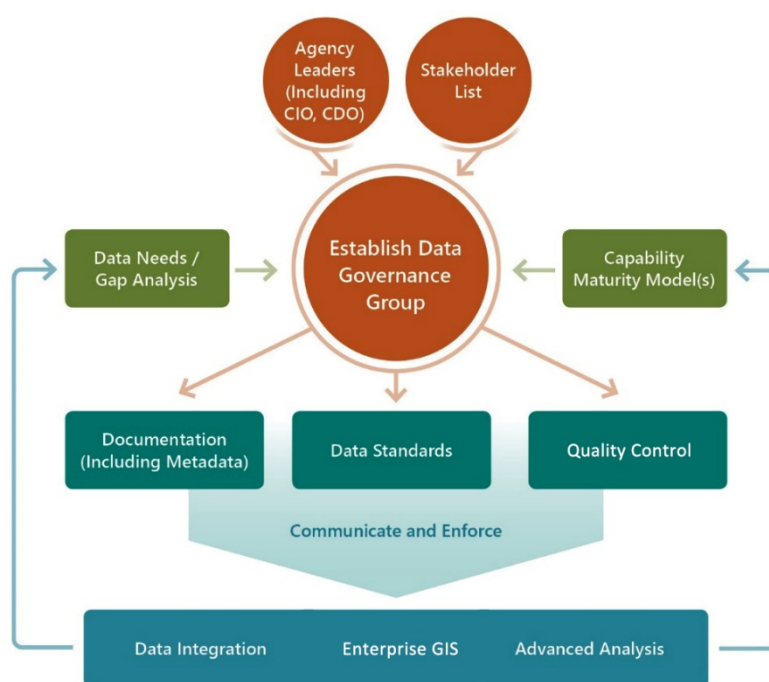 Agency
Leaders
(Including
CIO, CDO)
Stakeholder
List
Data Needs /
Gap Analysis
Establish Data
Governance
Group
Capability
Maturity Model(s)
Documentation
(Including Metadata)
Data Standards
Quality Control
Communicate and Enforce
Data Integration
Enterprise GIS
Advanced Analysis